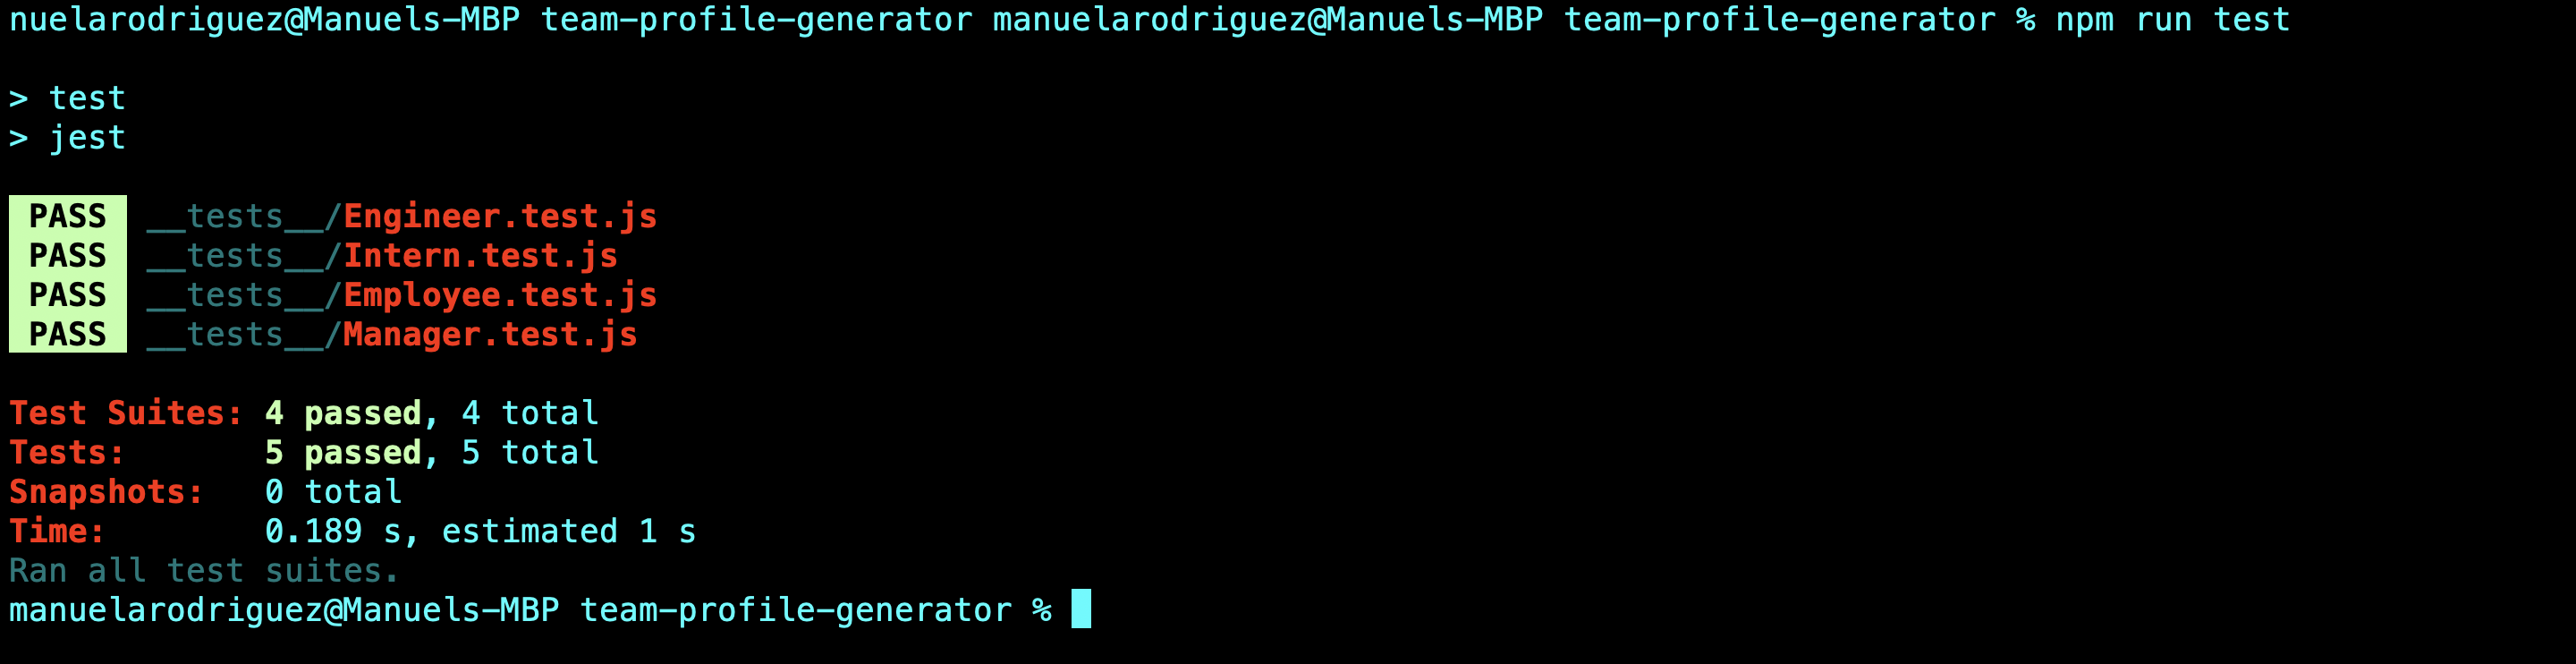 nuelarodriguez@Manuels-MBP team-profile-generator manuelarodriguez@Manuels-MBP team-profile-generator % npm run test
> test
> jest
PASS __tests__/Engineer.test.js
PASS __tests__/Intern.test.js
PASS __tests__/Employee.test.js
PASS __tests__/Manager.test.js
Test Suites: 4 passed, 4 total
Tests: 5 passed, 5 total
Snapshots: 0 total
Time: 0.189 s, estimated 1 s
Ran all test suites.
manuelarodriguez@Manuels-MBP team-profile-generator %